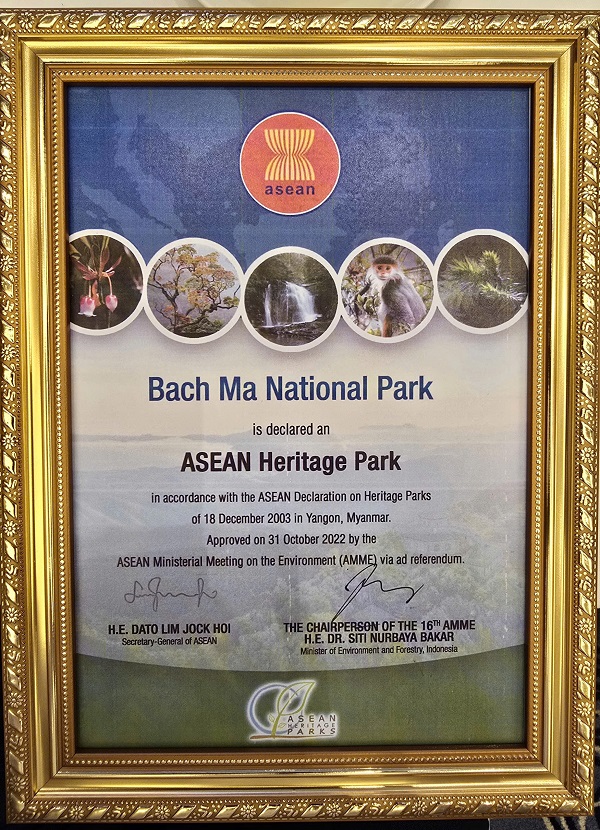 asean
Bach Ma National Park
is declared an
ASEAN Heritage Park
in accordance with the ASEAN Declaration on Heritage Parks
of 18 December 2003 in Yangon, Myanmar.
Approved on 31 October 2022 by the
ASEAN Ministerial Meeting on the Environment (AMME) via ad referendum.
H.E. DATO LIM JOCK HOI
Secretary-General of ASEAN
THE CHAIRPERSON OF THE 16TH AMME
H.E. DR. SITI NURBAYA BAKAR
Minister of Environment and Forestry, Indonesia
ASEAN
HERITAGE
PARKS